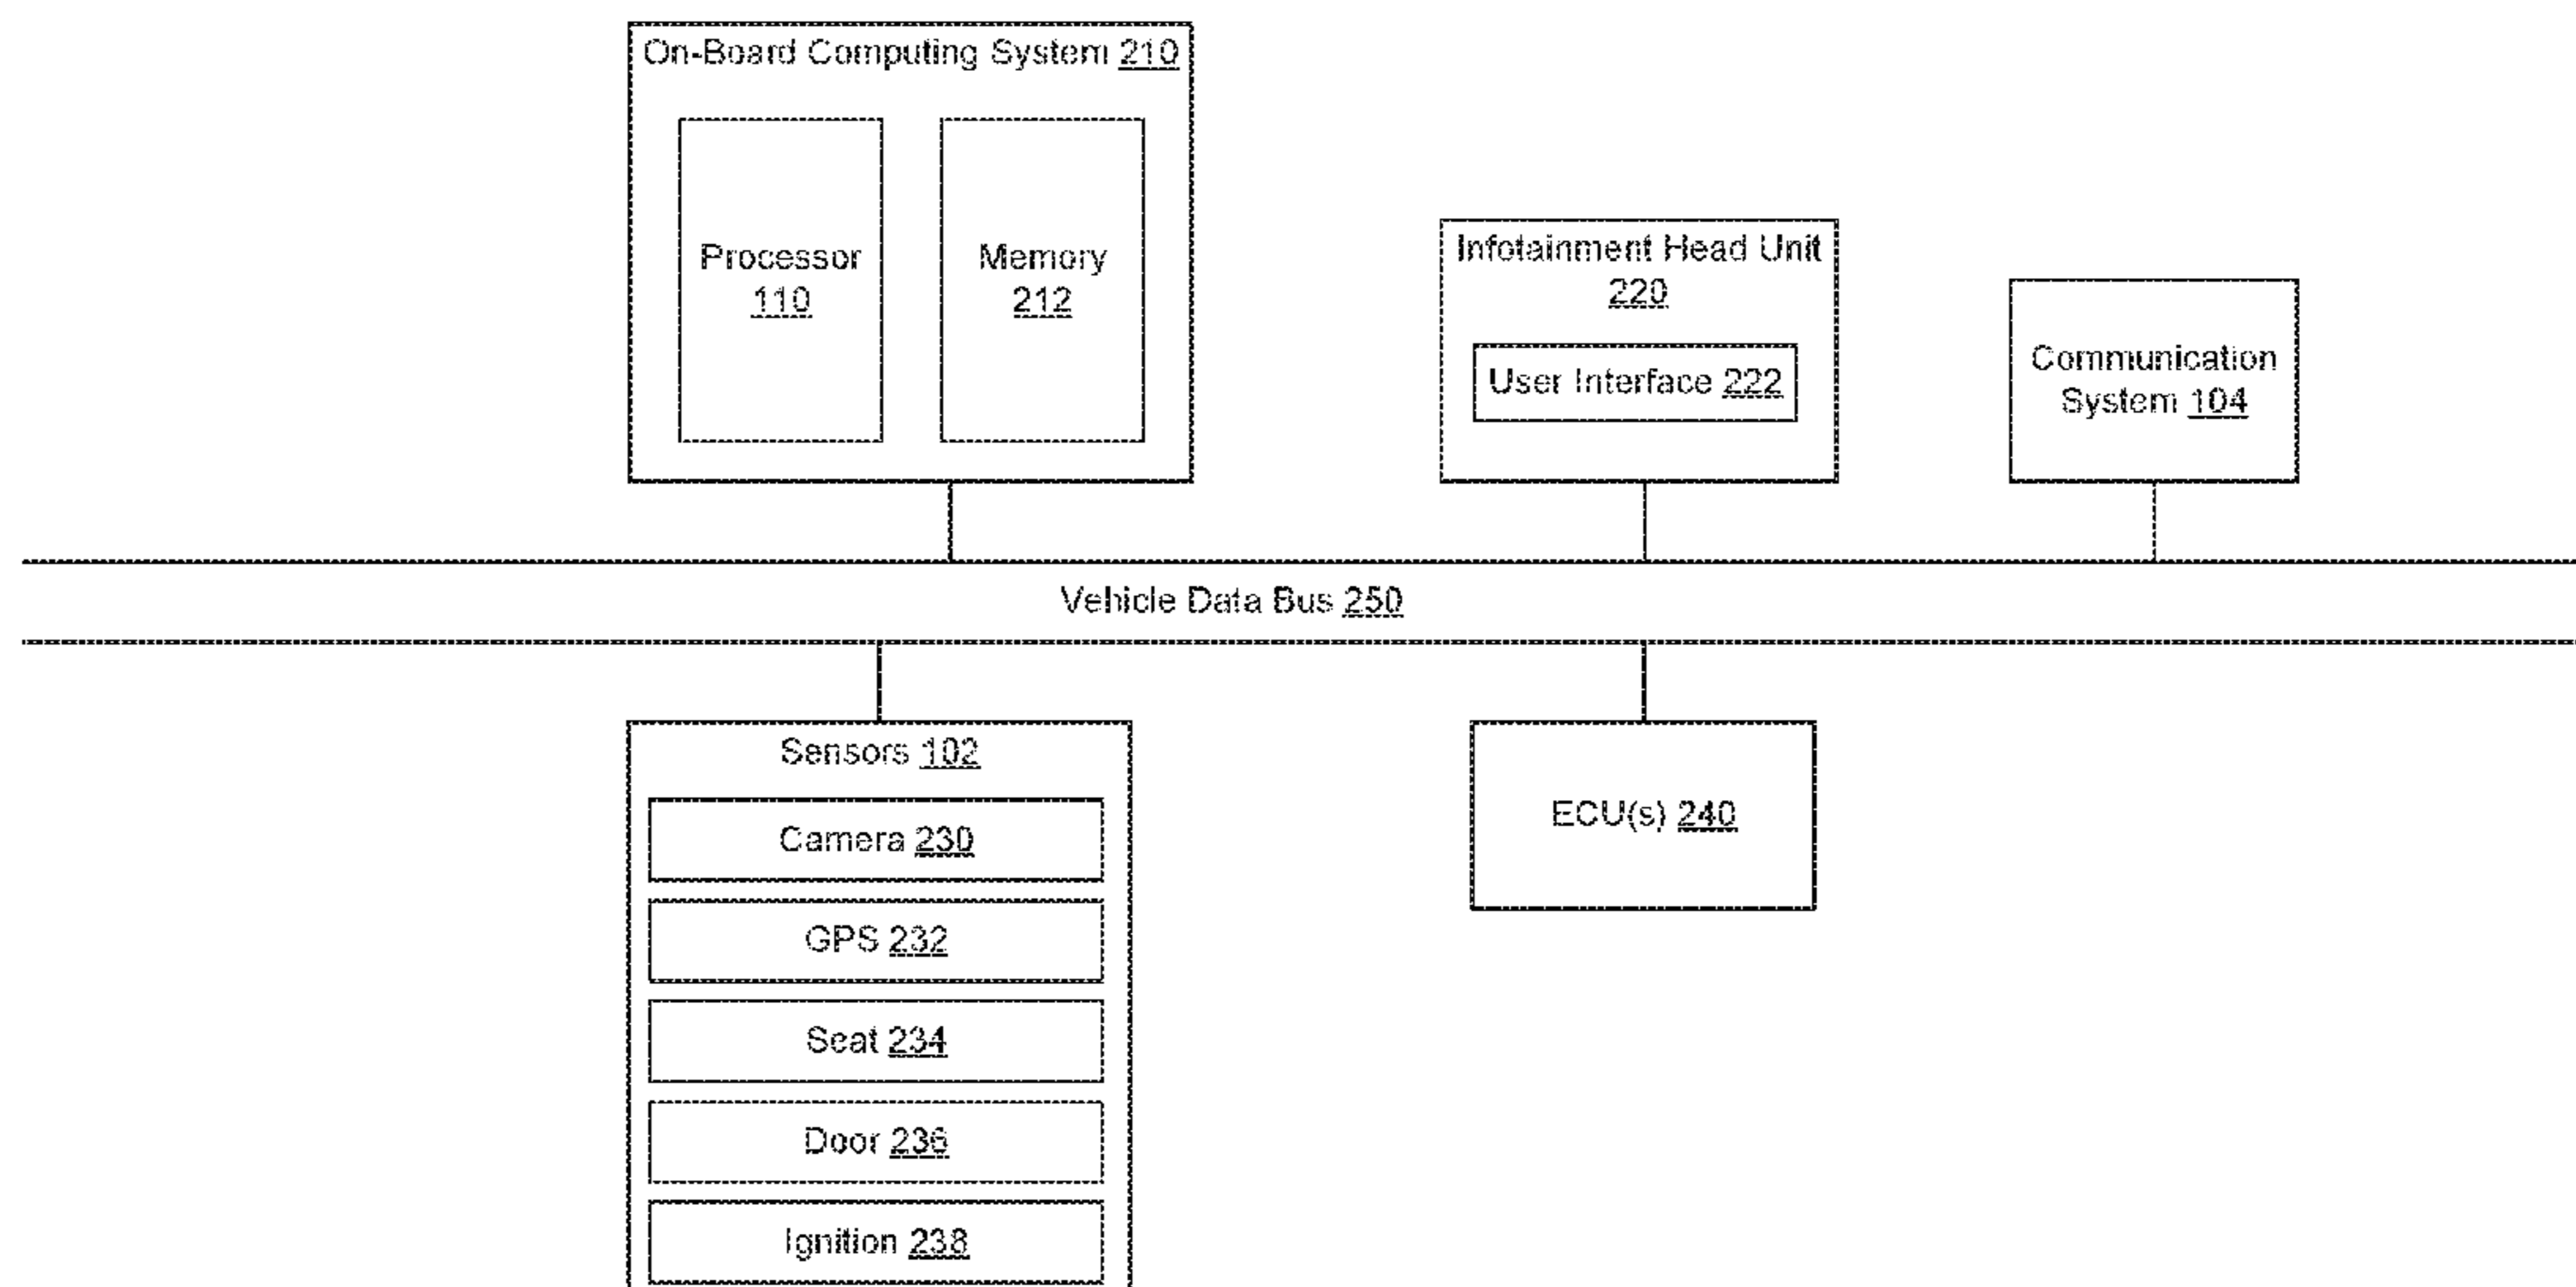 On-Board Computing System 210
Processor
110
Memory
212
Infotainment Head Unit
220
User Interface 222
Communication
System 104
Vehicle Data Bus 250
Sensors 102
Camera 230
GPS 232
Seat 234
Door 236
Ignition 238
ECU(s) 240